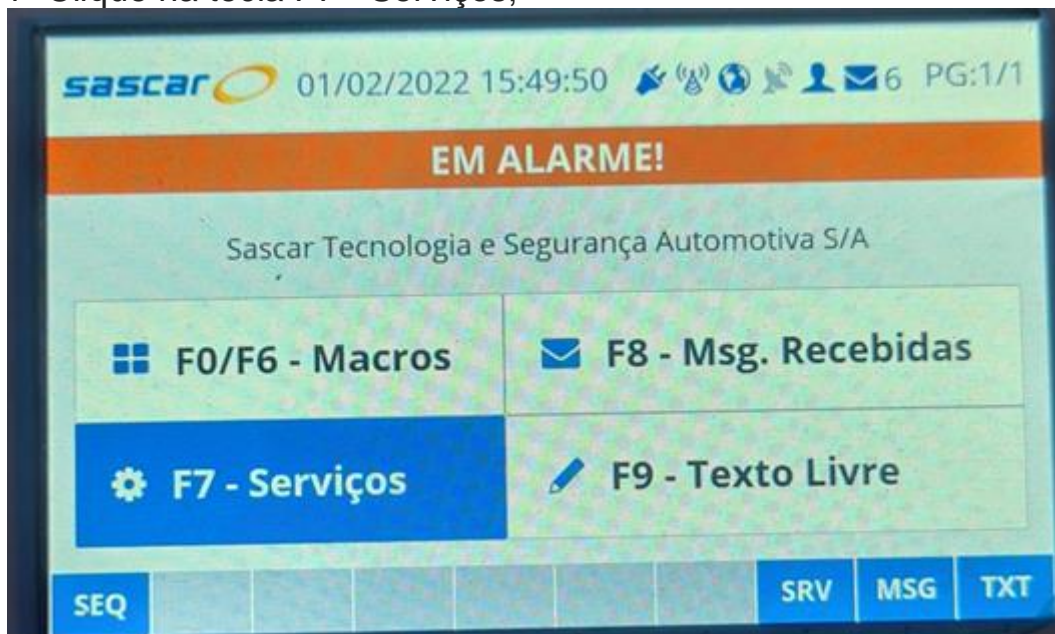 sascar 01/02/2022 15:49:50 6 PG:1/1
EM ALARME!
Sascar Tecnologia e Segurança Automotiva S/A
F0/F6 - Macros
F8 - Msg. Recebidas
F7 - Serviços
F9 - Texto Livre
SEQ SRV MSG TXT